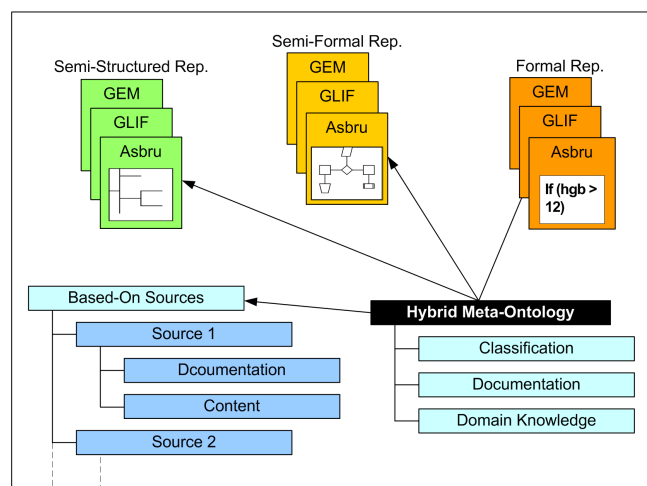 Semi-Structured Rep.
GEM
GLIF
Asbru
Semi-Formal Rep.
GEM
GLIF
Asbru
Formal Rep.
GEM
GLIF
Asbru
If (hgb >
12)
Based-On Sources
Source 1
Dcoumentation
Content
Source 2
Hybrid Meta-Ontology
Classification
Documentation
Domain Knowledge